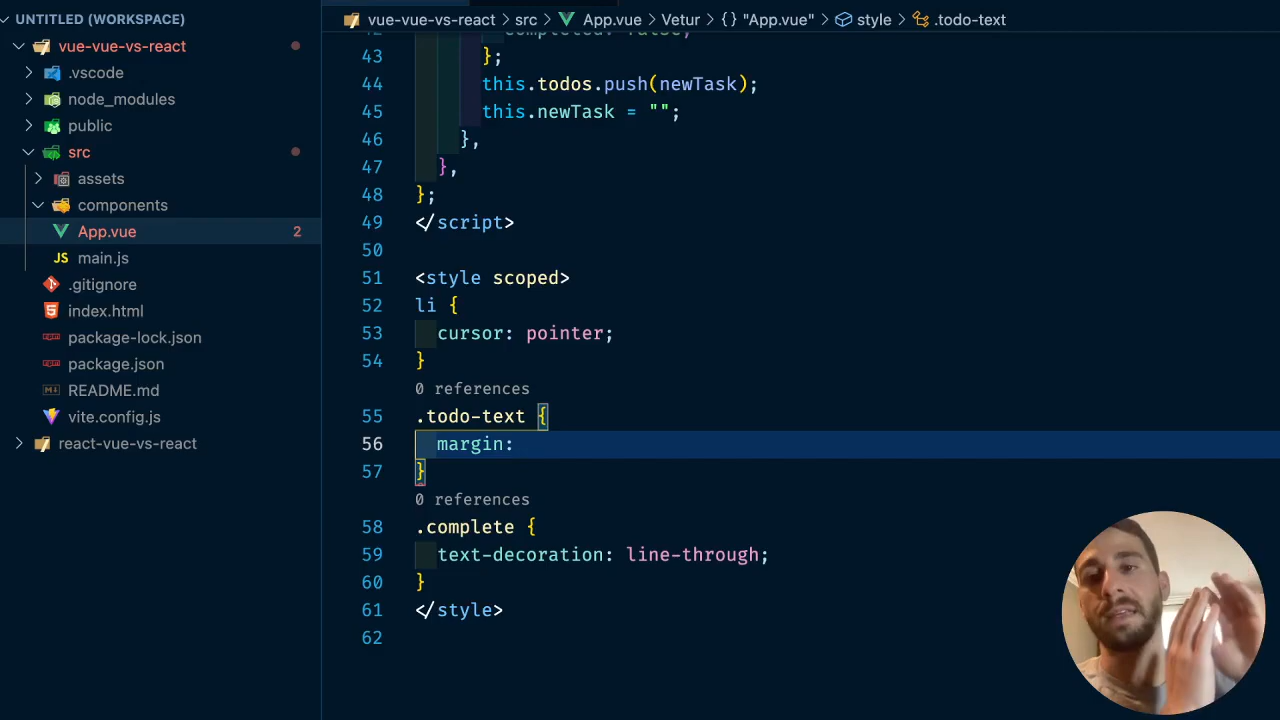 UNTITLED (WORKSPACE)
vue-vue-vs-react
.vscode
node_modules
public
src
assets
components
App.vue 2
JS main.js
.gitignore
index.html
package-lock.json
package.json
README.md
vite.config.js
react-vue-vs-react
vue-vue-vs-react > src > App.vue > Vetur > {} "App.vue" > style > .todo-text
42 completed: false,
43 };
44 this.todos.push(newTask);
45 this.newTask = "";
46 },
47 },
48 };
49 </script>
50
51 <style scoped>
52 li {
53 cursor: pointer;
54 }
0 references
55 .todo-text {
56 margin:
57 }
0 references
58 .complete {
59 text-decoration: line-through;
60 }
61 </style>
62